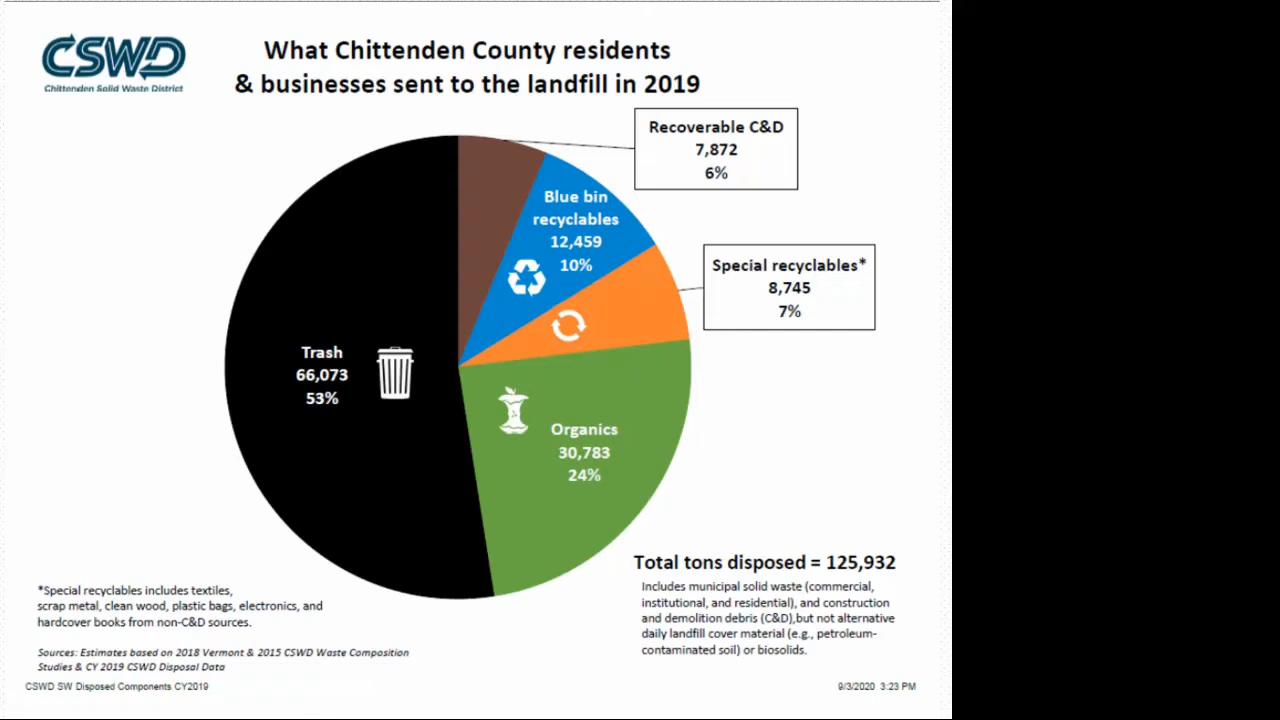 CSWD
Chittenden Solid Waste District
What Chittenden County residents
& businesses sent to the landfill in 2019
Recoverable C&D
7,872
6%
Blue bin
recyclables
12,459
10%
Special recyclables*
8,745
7%
Trash
66,073
53%
Organics
30,783
24%
Total tons disposed = 125,932
Includes municipal solid waste (commercial,
institutional, and residential), and construction
and demolition debris (C&D),but not alternative
daily landfill cover material (e.g., petroleum-
contaminated soil) or biosolids.
*Special recyclables includes textiles,
scrap metal, clean wood, plastic bags, electronics, and
hardcover books from non-C&D sources.
Sources: Estimates based on 2018 Vermont & 2015 CSWD Waste Composition
Studies & CY 2019 CSWD Disposal Data
CSWD SW Disposed Components CY2019
9/3/2020 3:23 PM